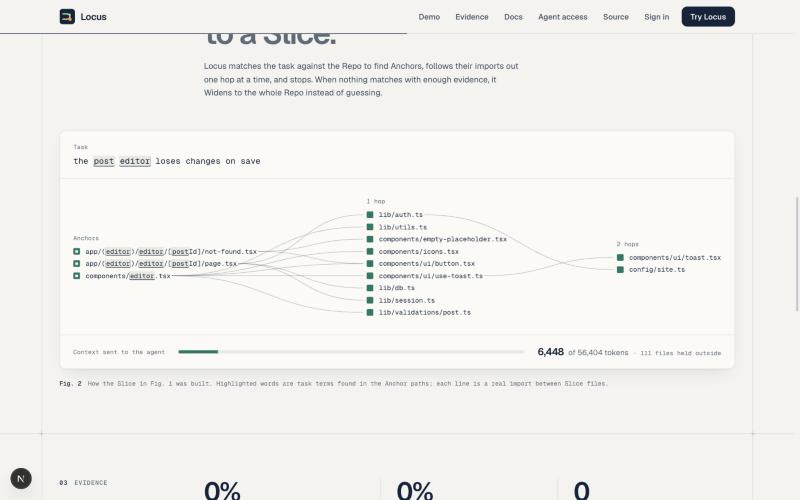 Locus
Demo
Evidence
Docs
Agent access
Source
Sign in
Try Locus
to a Slice.
Locus matches the task against the Repo to find Anchors, follows their imports out
one hop at a time, and stops. When nothing matches with enough evidence, it
Widens to the whole Repo instead of guessing.
Task
the post editor loses changes on save
Anchors
app/(editor)/editor/[postId]/not-found.tsx
app/(editor)/editor/[postId]/page.tsx
components/editor.tsx
1 hop
lib/auth.ts
lib/utils.ts
components/empty-placeholder.tsx
components/icons.tsx
components/ui/button.tsx
components/ui/use-toast.ts
lib/db.ts
lib/session.ts
lib/validations/post.ts
2 hops
components/ui/toast.tsx
config/site.ts
Context sent to the agent
6,448 of 56,404 tokens · 111 files held outside
Fig. 2 How the Slice in Fig. 1 was built. Highlighted words are task terms found in the Anchor paths; each line is a real import between Slice files.
N
03 EVIDENCE
0%
0%
0